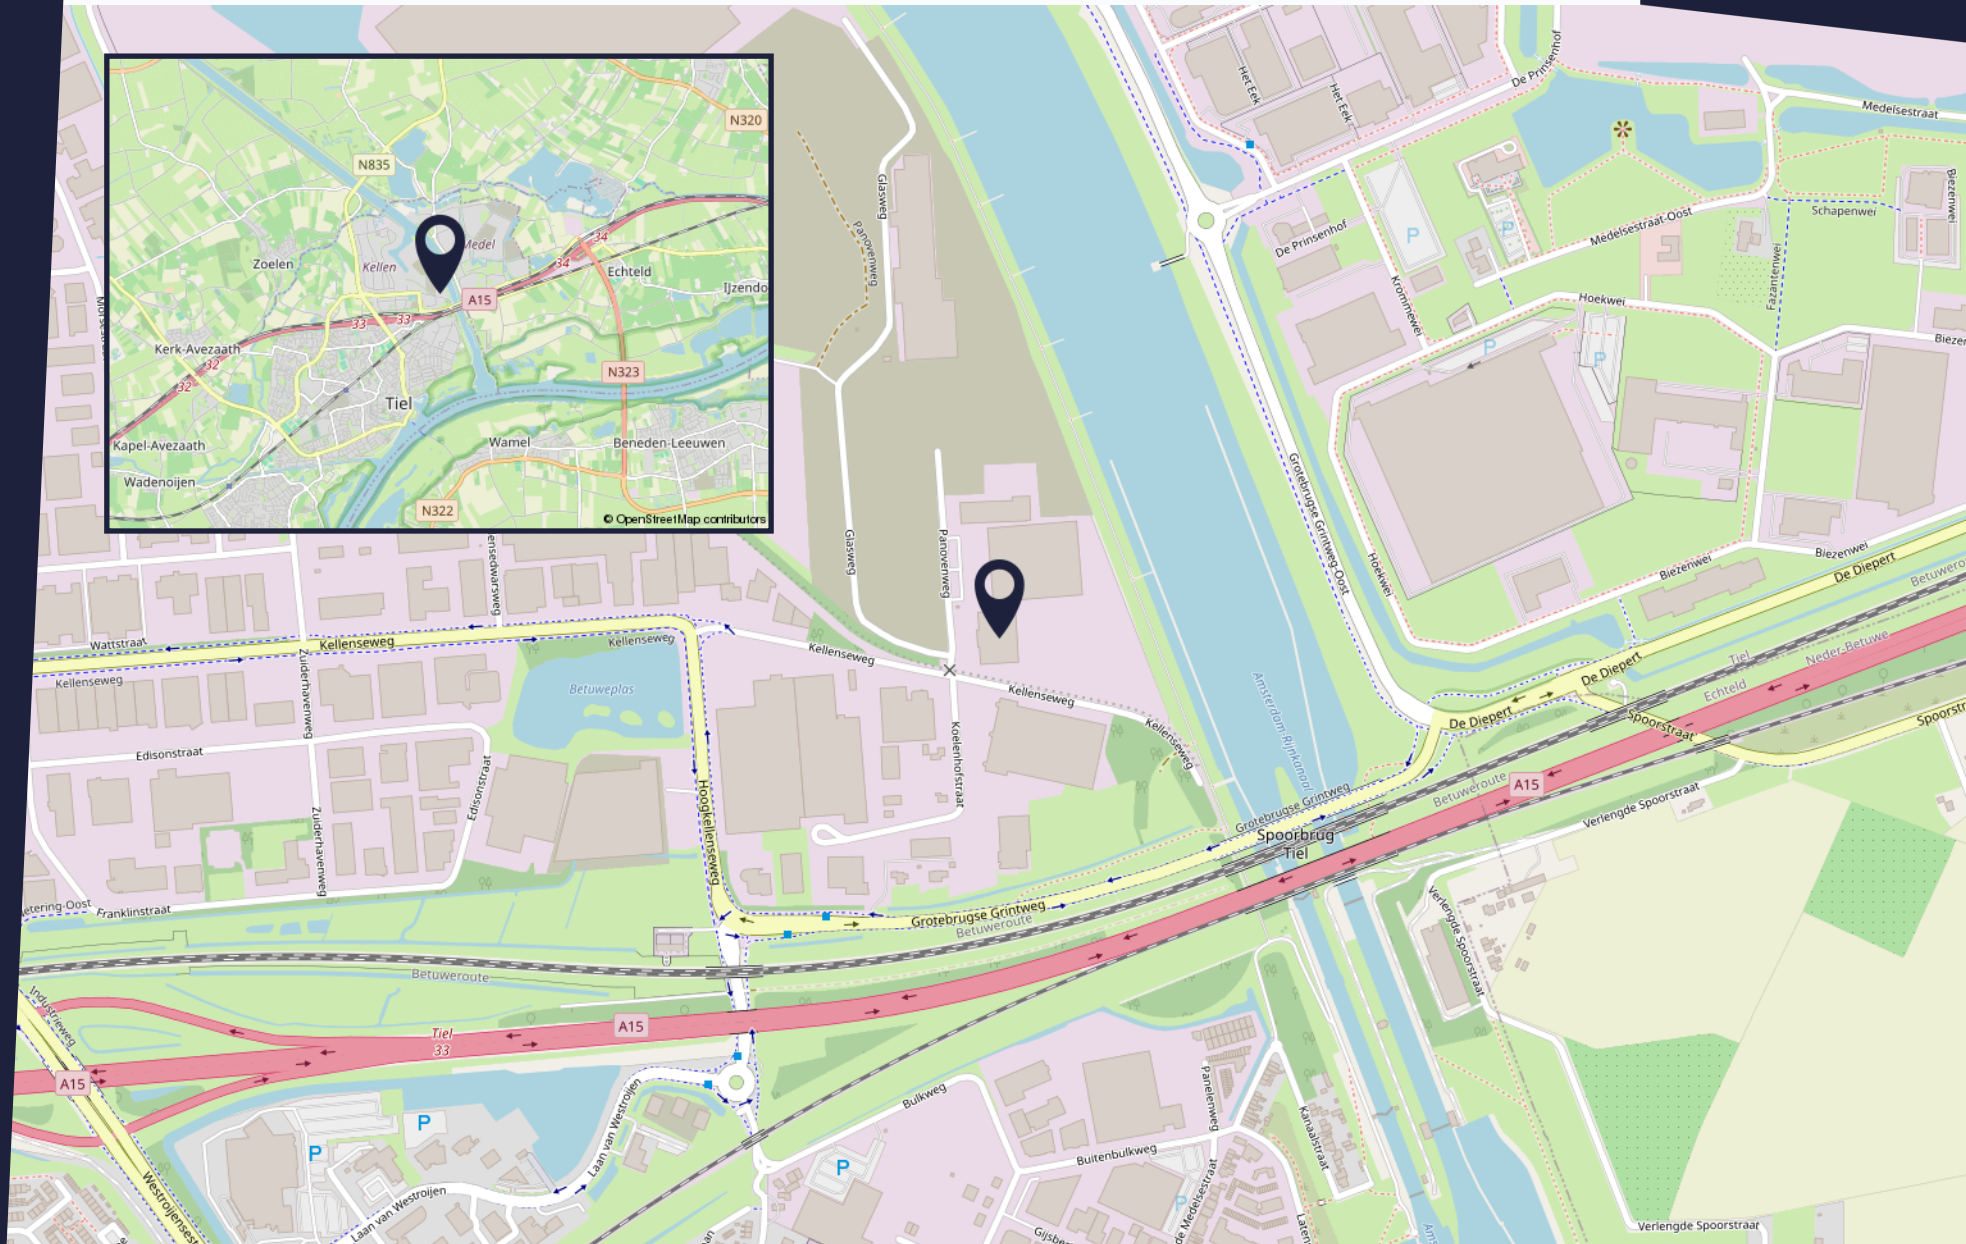 N320
N835
Medel
Zoelen
Kellen
34
34
Echteld
A15
33
33
Kerk-Avezaath
32
32
N323
Tiel
Kapel-Avezaath
Wamel
Beneden-Leeuwen
Wadenoijen
N322
© OpenStreetMap contributors
Het Eek
Het Eek
De Prinsenhof
Medelsestraat
Biezenwei
Glasweg
Panovenweg
De Prinsenhof
P
P
Medelsestraat-Oost
Schapenwei
Fazantenwei
Krommewei
Hoekwei
P
P
Grotebrugse Grintweg-Oost
Glasweg
Panovenweg
Hoekwei
Biezenwei
Biezenwei
De Diepert
Wattstraat
Kellenseweg
Kellenseweg
Kellenseweg
Kellenseweg
Kellenseweg
Kellenseweg
Betuweplas
Zuiderhavenweg
Koelenhofstraat
Edisonstraat
Edisonstraat
Zuiderhavenweg
Hoogkellenseweg
Franklinstraat
Amsterdam-Rijnkanaal
De Diepert
De Diepert
Tiel
Echteld
Neder-Betuwe
Spoorstraat
A15
Betuweroute
Verlengde Spoorstraat
Grotebrugse Grintweg
Spoorbrug
Tiel
Grotebrugse Grintweg
Betuweroute
Betuweroute
Verlengde Spoorstraat
Industrieweg
Tiel
33
A15
A15
P
P
Laan van Westroijen
Laan van Westroijen
Bulkweg
Buitenbulkweg
Panelenweg
Kanaalstraat
P
P
Verlengde Spoorstraat